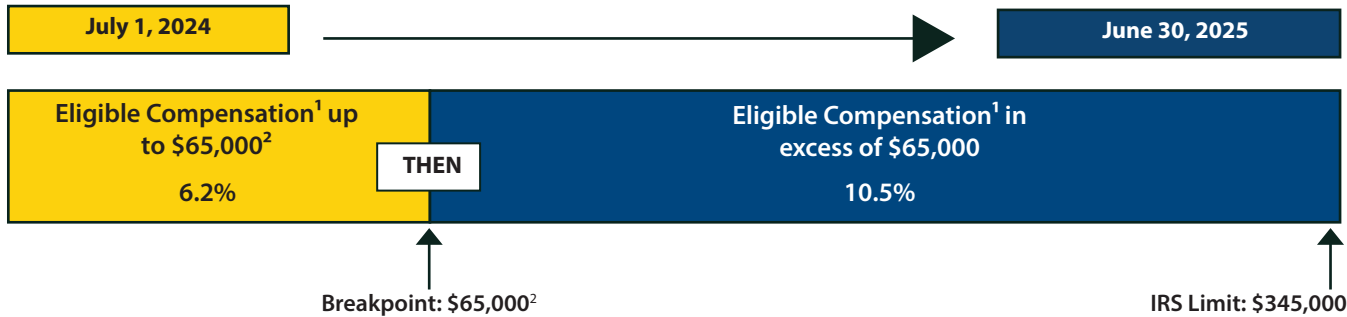 July 1, 2024
June 30, 2025
Eligible Compensation¹ up
to $65,000²
6.2%
THEN
Eligible Compensation¹ in
excess of $65,000
10.5%
Breakpoint: $65,000²
IRS Limit: $345,000